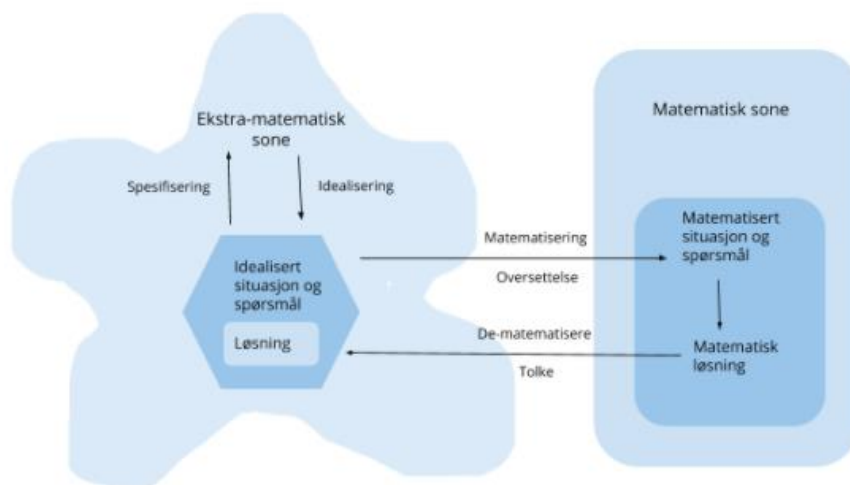 Ekstra-matematisk
sone
Spesifisering
Idealisering
Idealisert
situasjon og
spørsmål
Løsning
Matematisering
Oversettelse
De-matematisere
Tolke
Matematisk sone
Matematisert
situasjon og
spørsmål
Matematisk
løsning